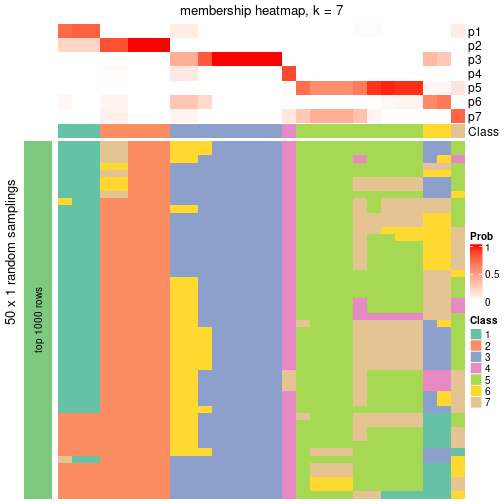 membership heatmap, k = 7
p1
p2
p3
p4
p5
p6
p7
Class
50 x 1 random samplings
top 1000 rows
Prob
1
0.5
0
Class
1
2
3
4
5
6
7